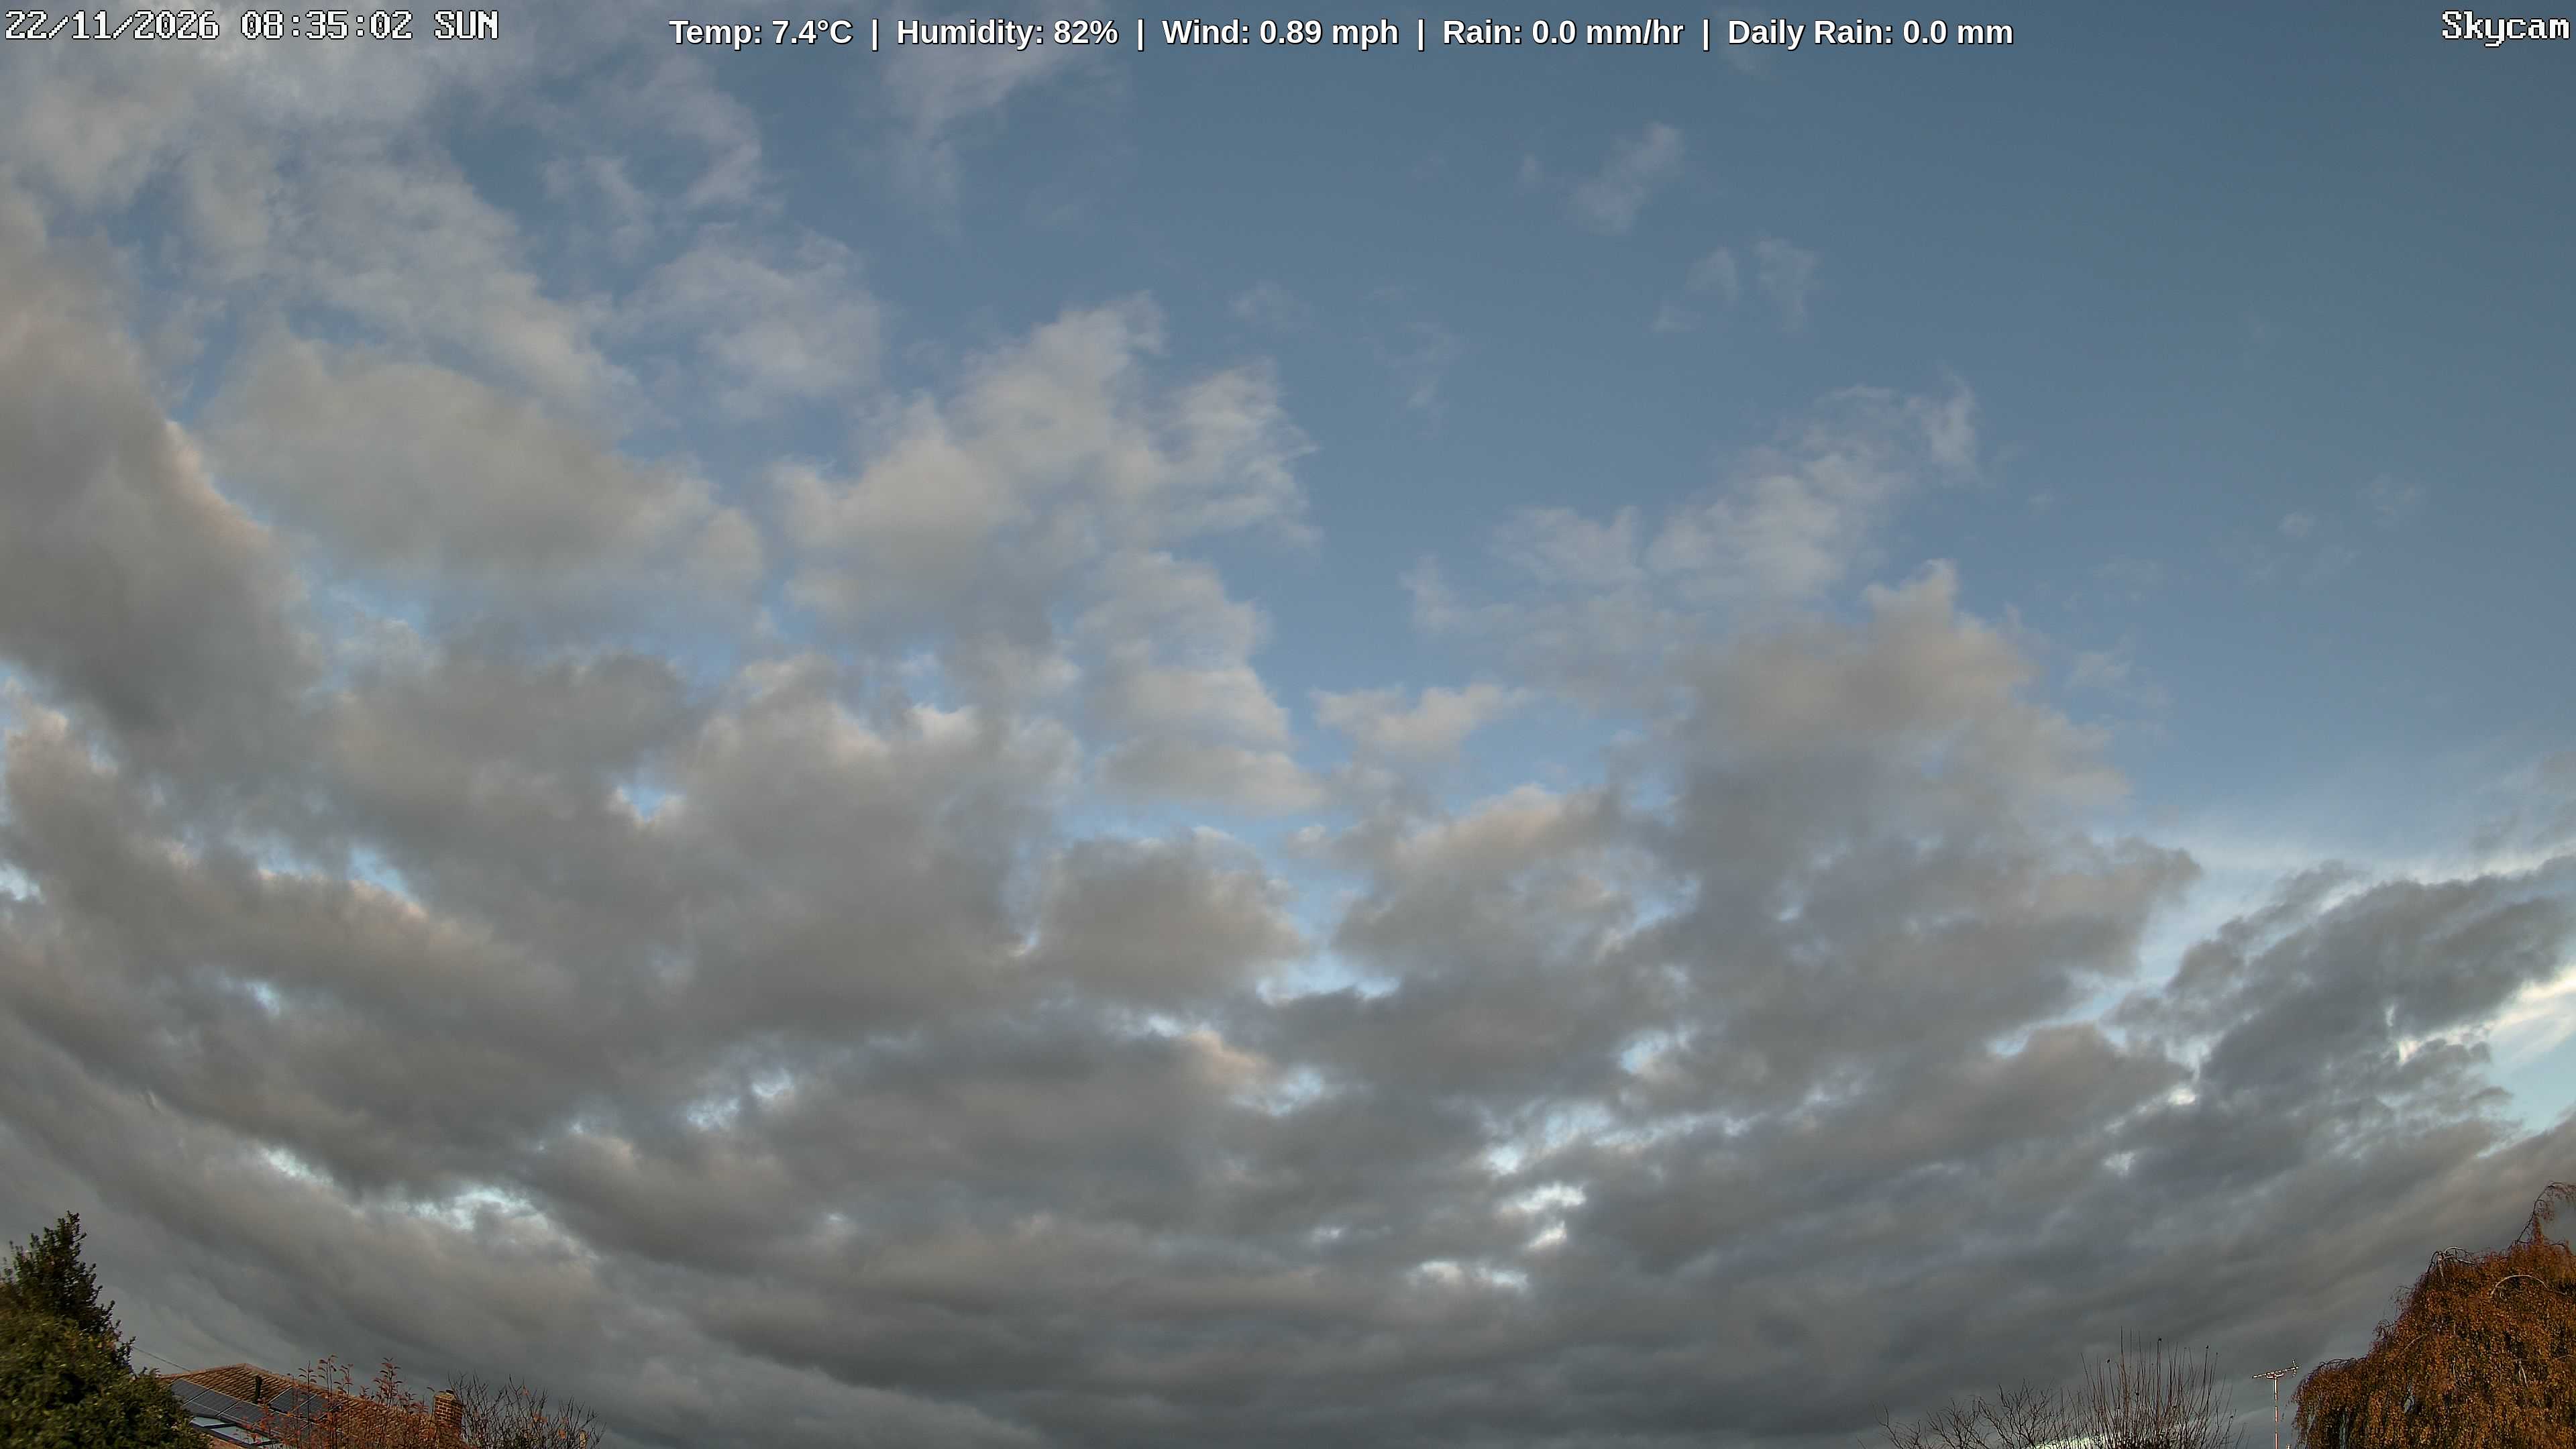 22/11/2026 08:35:02 SUN
Temp: 7.4°C | Humidity: 82% | Wind: 0.89 mph | Rain: 0.0 mm/hr | Daily Rain: 0.0 mm
Skycam